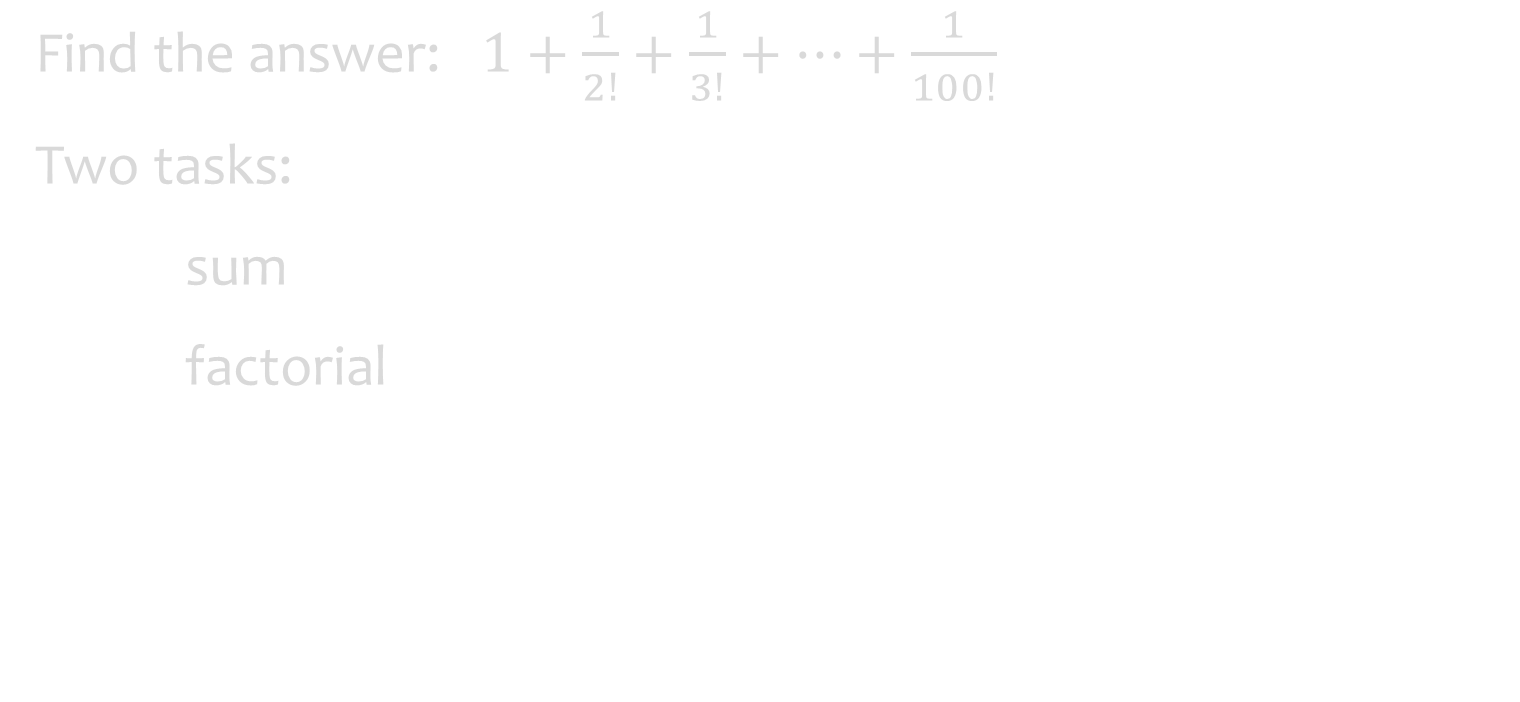 Find the answer: 1 + 1/2! + 1/3! + ⋯ + 1/100!
Two tasks:
sum
factorial